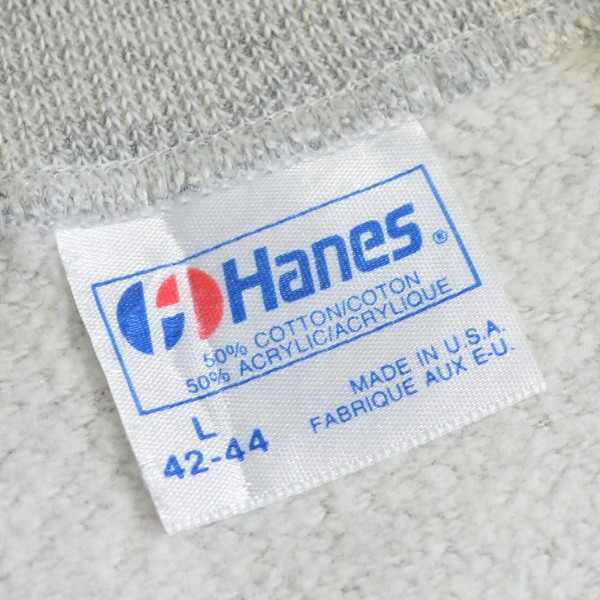 Hanes®
50% COTTON/COTON
50% ACRYLIC/ACRYLIQUE
L
42-44
MADE IN U.S.A.
FABRIQUE AUX E-U.